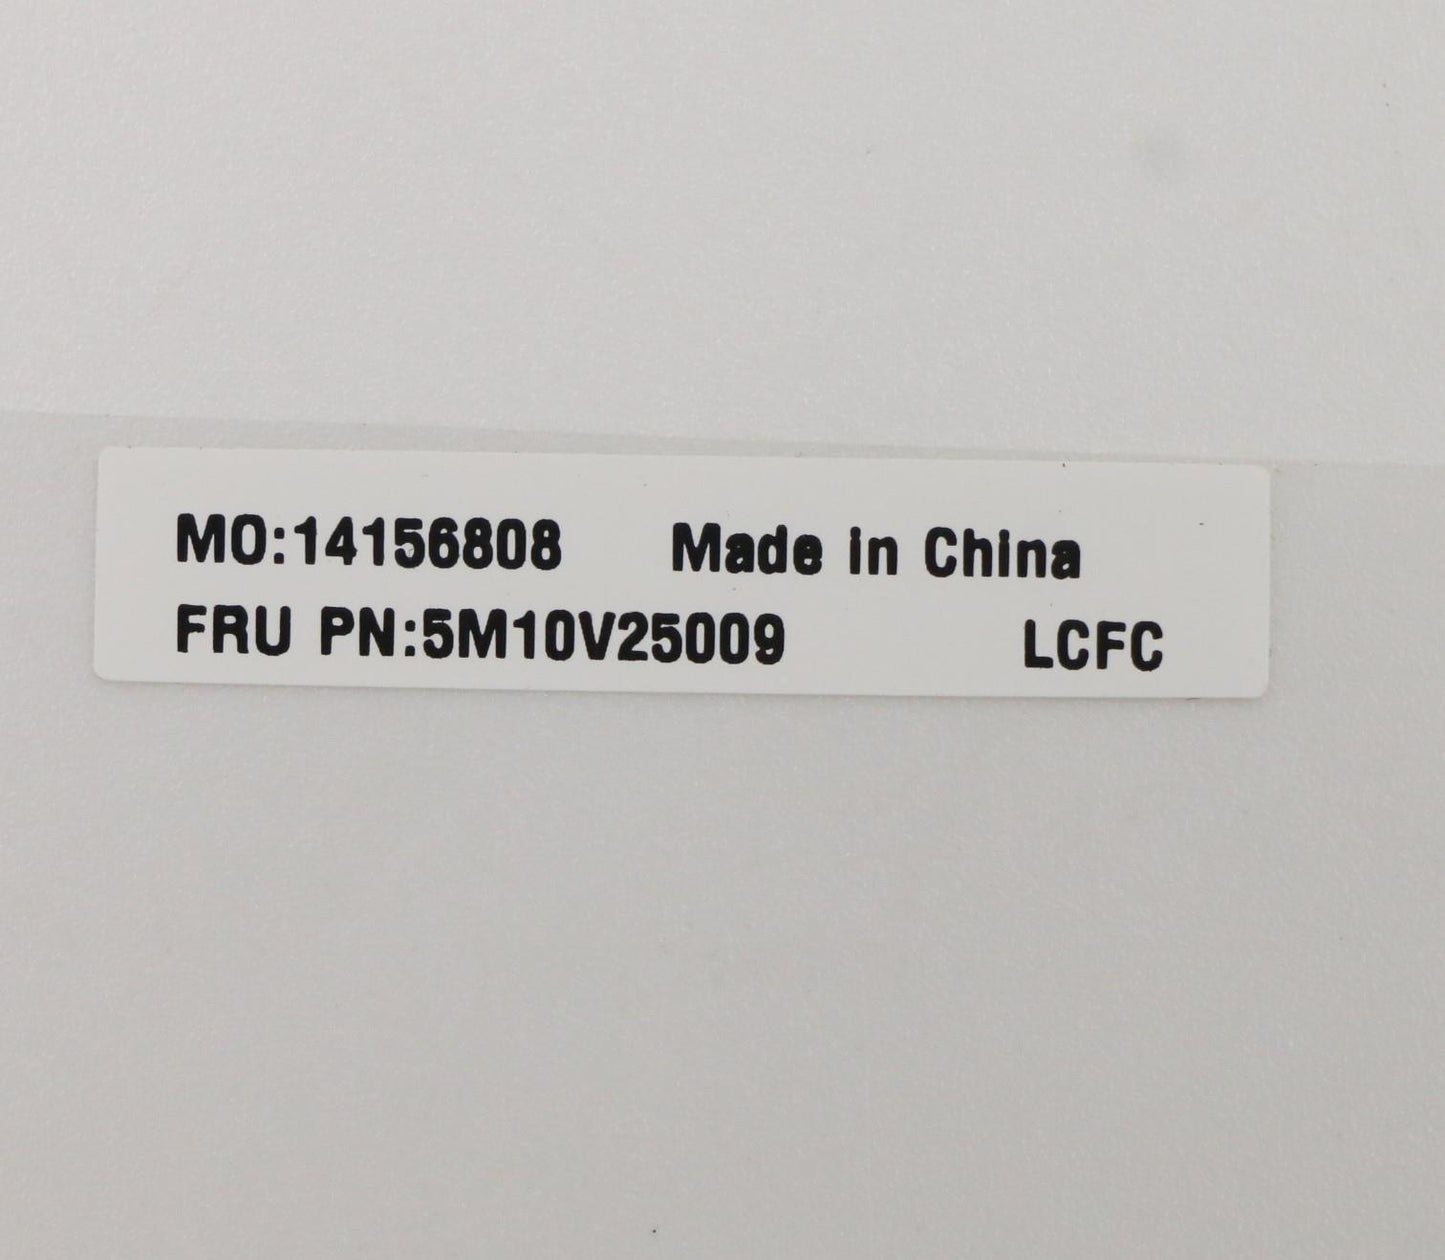 MO:14156808 Made in China
FRU PN:5M10V25009 LCFC